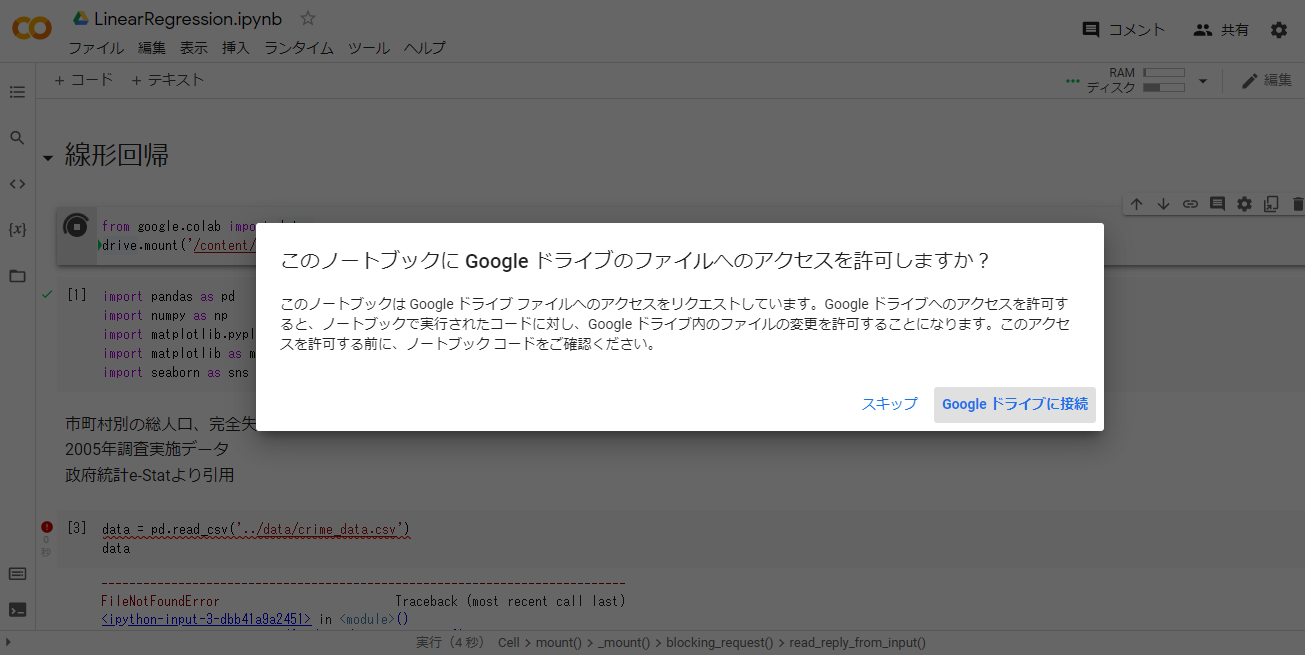 LinearRegression.ipynb
コメント
共有
ファイル 編集 表示 挿入 ランタイム ツール ヘルプ
+ コード + テキスト
RAM
ディスク
編集
線形回帰
from google.colab
drive.mount('/content/
このノートブックに Google ドライブのファイルへのアクセスを許可しますか？
このノートブックは Google ドライブ ファイルへのアクセスをリクエストしています。Google ドライブへのアクセスを許可す
ると、ノートブックで実行されたコードに対し、Google ドライブ内のファイルの変更を許可することになります。このアクセ
スを許可する前に、ノートブック コードをご確認ください。
スキップ Google ドライブに接続
[1] import pandas as pd
import numpy as np
import matplotlib.pypl
import matplotlib as m
import seaborn as sns
市町村別の総人口、完全失
2005年調査実施データ
政府統計e-Statより引用
[3] data = pd.read_csv('../data/crime_data.csv')
data
0
秒
---------------------------------------------------------------------------
FileNotFoundError Traceback (most recent call last)
<ipython-input-3-dbb41a9a2451> in <module>()
実行（4 秒） Cell > mount() > _mount() > blocking_request() > read_reply_from_input()